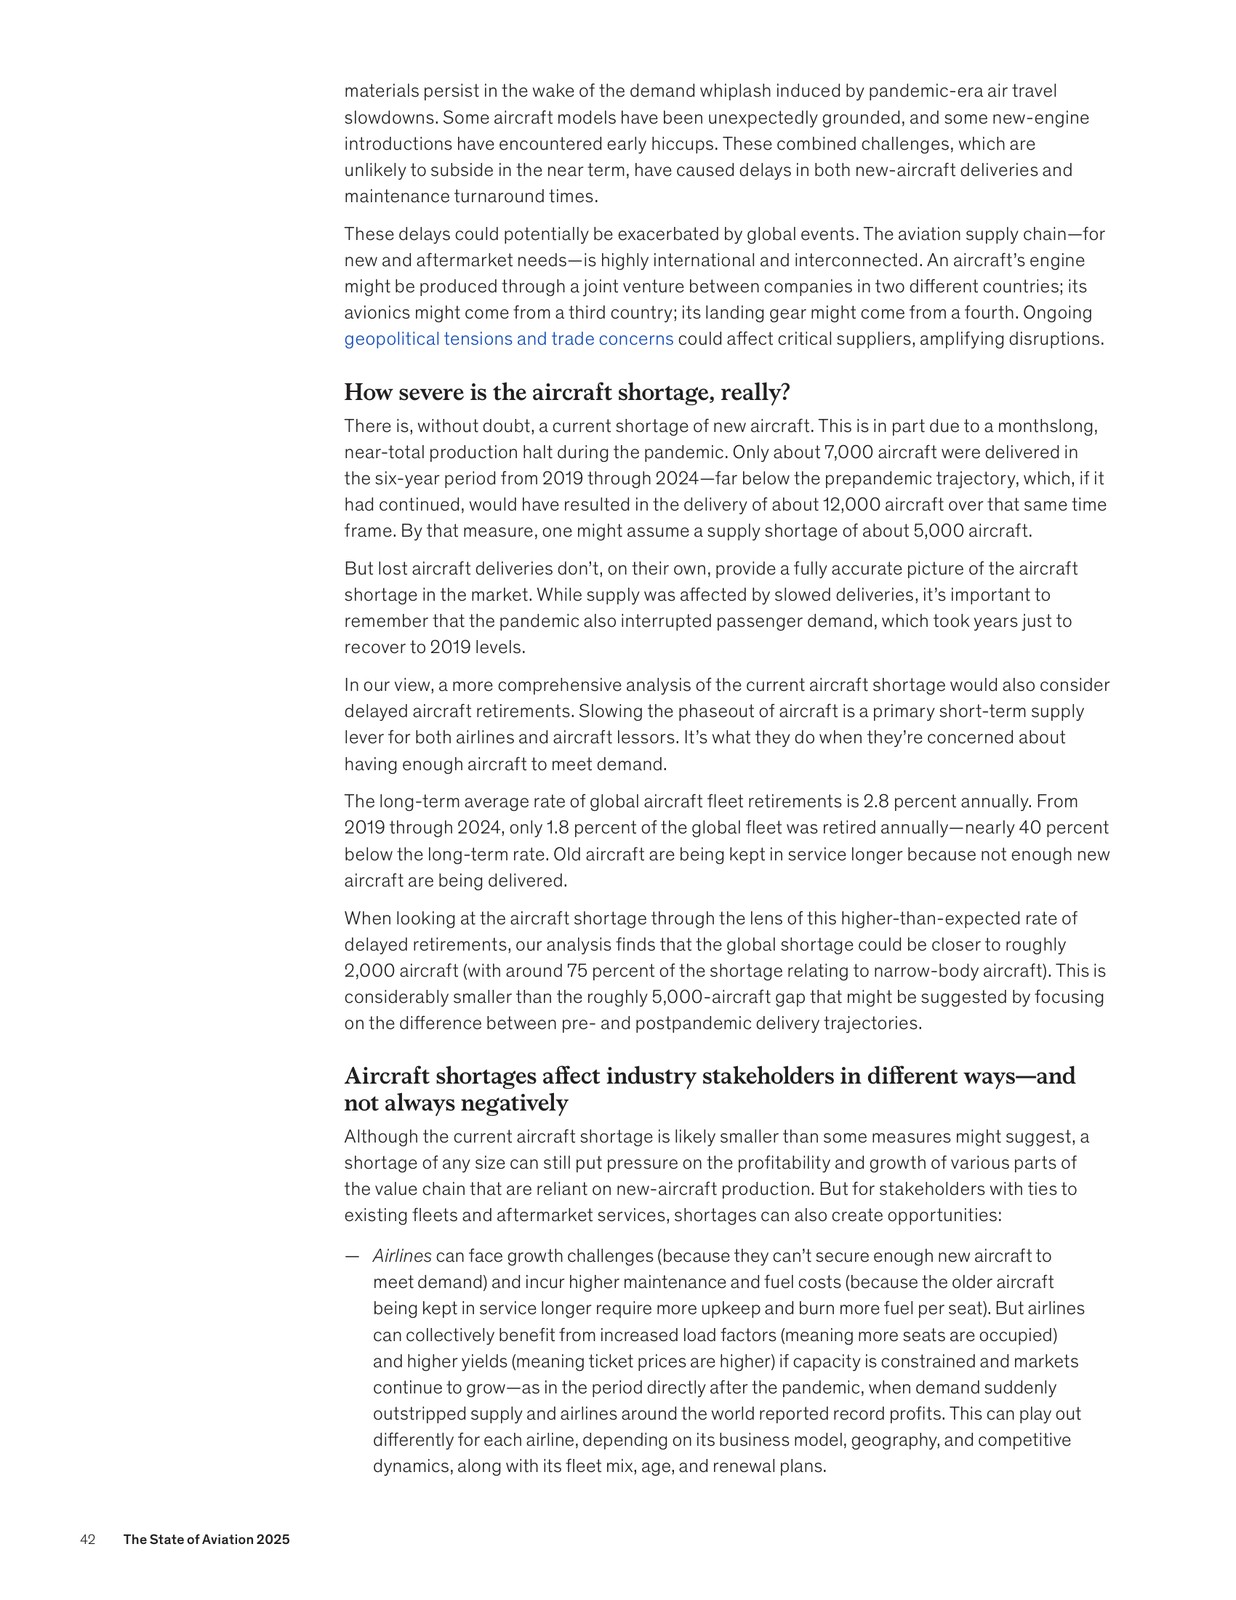 materials persist in the wake of the demand whiplash induced by pandemic-era air travel
slowdowns. Some aircraft models have been unexpectedly grounded, and some new-engine
introductions have encountered early hiccups. These combined challenges, which are
unlikely to subside in the near term, have caused delays in both new-aircraft deliveries and
maintenance turnaround times.
These delays could potentially be exacerbated by global events. The aviation supply chain—for
new and aftermarket needs—is highly international and interconnected. An aircraft’s engine
might be produced through a joint venture between companies in two different countries; its
avionics might come from a third country; its landing gear might come from a fourth. Ongoing
geopolitical tensions and trade concerns could affect critical suppliers, amplifying disruptions.
How severe is the aircraft shortage, really?
There is, without doubt, a current shortage of new aircraft. This is in part due to a monthslong,
near-total production halt during the pandemic. Only about 7,000 aircraft were delivered in
the six-year period from 2019 through 2024—far below the prepandemic trajectory, which, if it
had continued, would have resulted in the delivery of about 12,000 aircraft over that same time
frame. By that measure, one might assume a supply shortage of about 5,000 aircraft.
But lost aircraft deliveries don’t, on their own, provide a fully accurate picture of the aircraft
shortage in the market. While supply was affected by slowed deliveries, it’s important to
remember that the pandemic also interrupted passenger demand, which took years just to
recover to 2019 levels.
In our view, a more comprehensive analysis of the current aircraft shortage would also consider
delayed aircraft retirements. Slowing the phaseout of aircraft is a primary short-term supply
lever for both airlines and aircraft lessors. It’s what they do when they’re concerned about
having enough aircraft to meet demand.
The long-term average rate of global aircraft fleet retirements is 2.8 percent annually. From
2019 through 2024, only 1.8 percent of the global fleet was retired annually—nearly 40 percent
below the long-term rate. Old aircraft are being kept in service longer because not enough new
aircraft are being delivered.
When looking at the aircraft shortage through the lens of this higher-than-expected rate of
delayed retirements, our analysis finds that the global shortage could be closer to roughly
2,000 aircraft (with around 75 percent of the shortage relating to narrow-body aircraft). This is
considerably smaller than the roughly 5,000-aircraft gap that might be suggested by focusing
on the difference between pre- and postpandemic delivery trajectories.
Aircraft shortages affect industry stakeholders in different ways—and
not always negatively
Although the current aircraft shortage is likely smaller than some measures might suggest, a
shortage of any size can still put pressure on the profitability and growth of various parts of
the value chain that are reliant on new-aircraft production. But for stakeholders with ties to
existing fleets and aftermarket services, shortages can also create opportunities:
— Airlines can face growth challenges (because they can’t secure enough new aircraft to
meet demand) and incur higher maintenance and fuel costs (because the older aircraft
being kept in service longer require more upkeep and burn more fuel per seat). But airlines
can collectively benefit from increased load factors (meaning more seats are occupied)
and higher yields (meaning ticket prices are higher) if capacity is constrained and markets
continue to grow—as in the period directly after the pandemic, when demand suddenly
outstripped supply and airlines around the world reported record profits. This can play out
differently for each airline, depending on its business model, geography, and competitive
dynamics, along with its fleet mix, age, and renewal plans.
42 The State of Aviation 2025